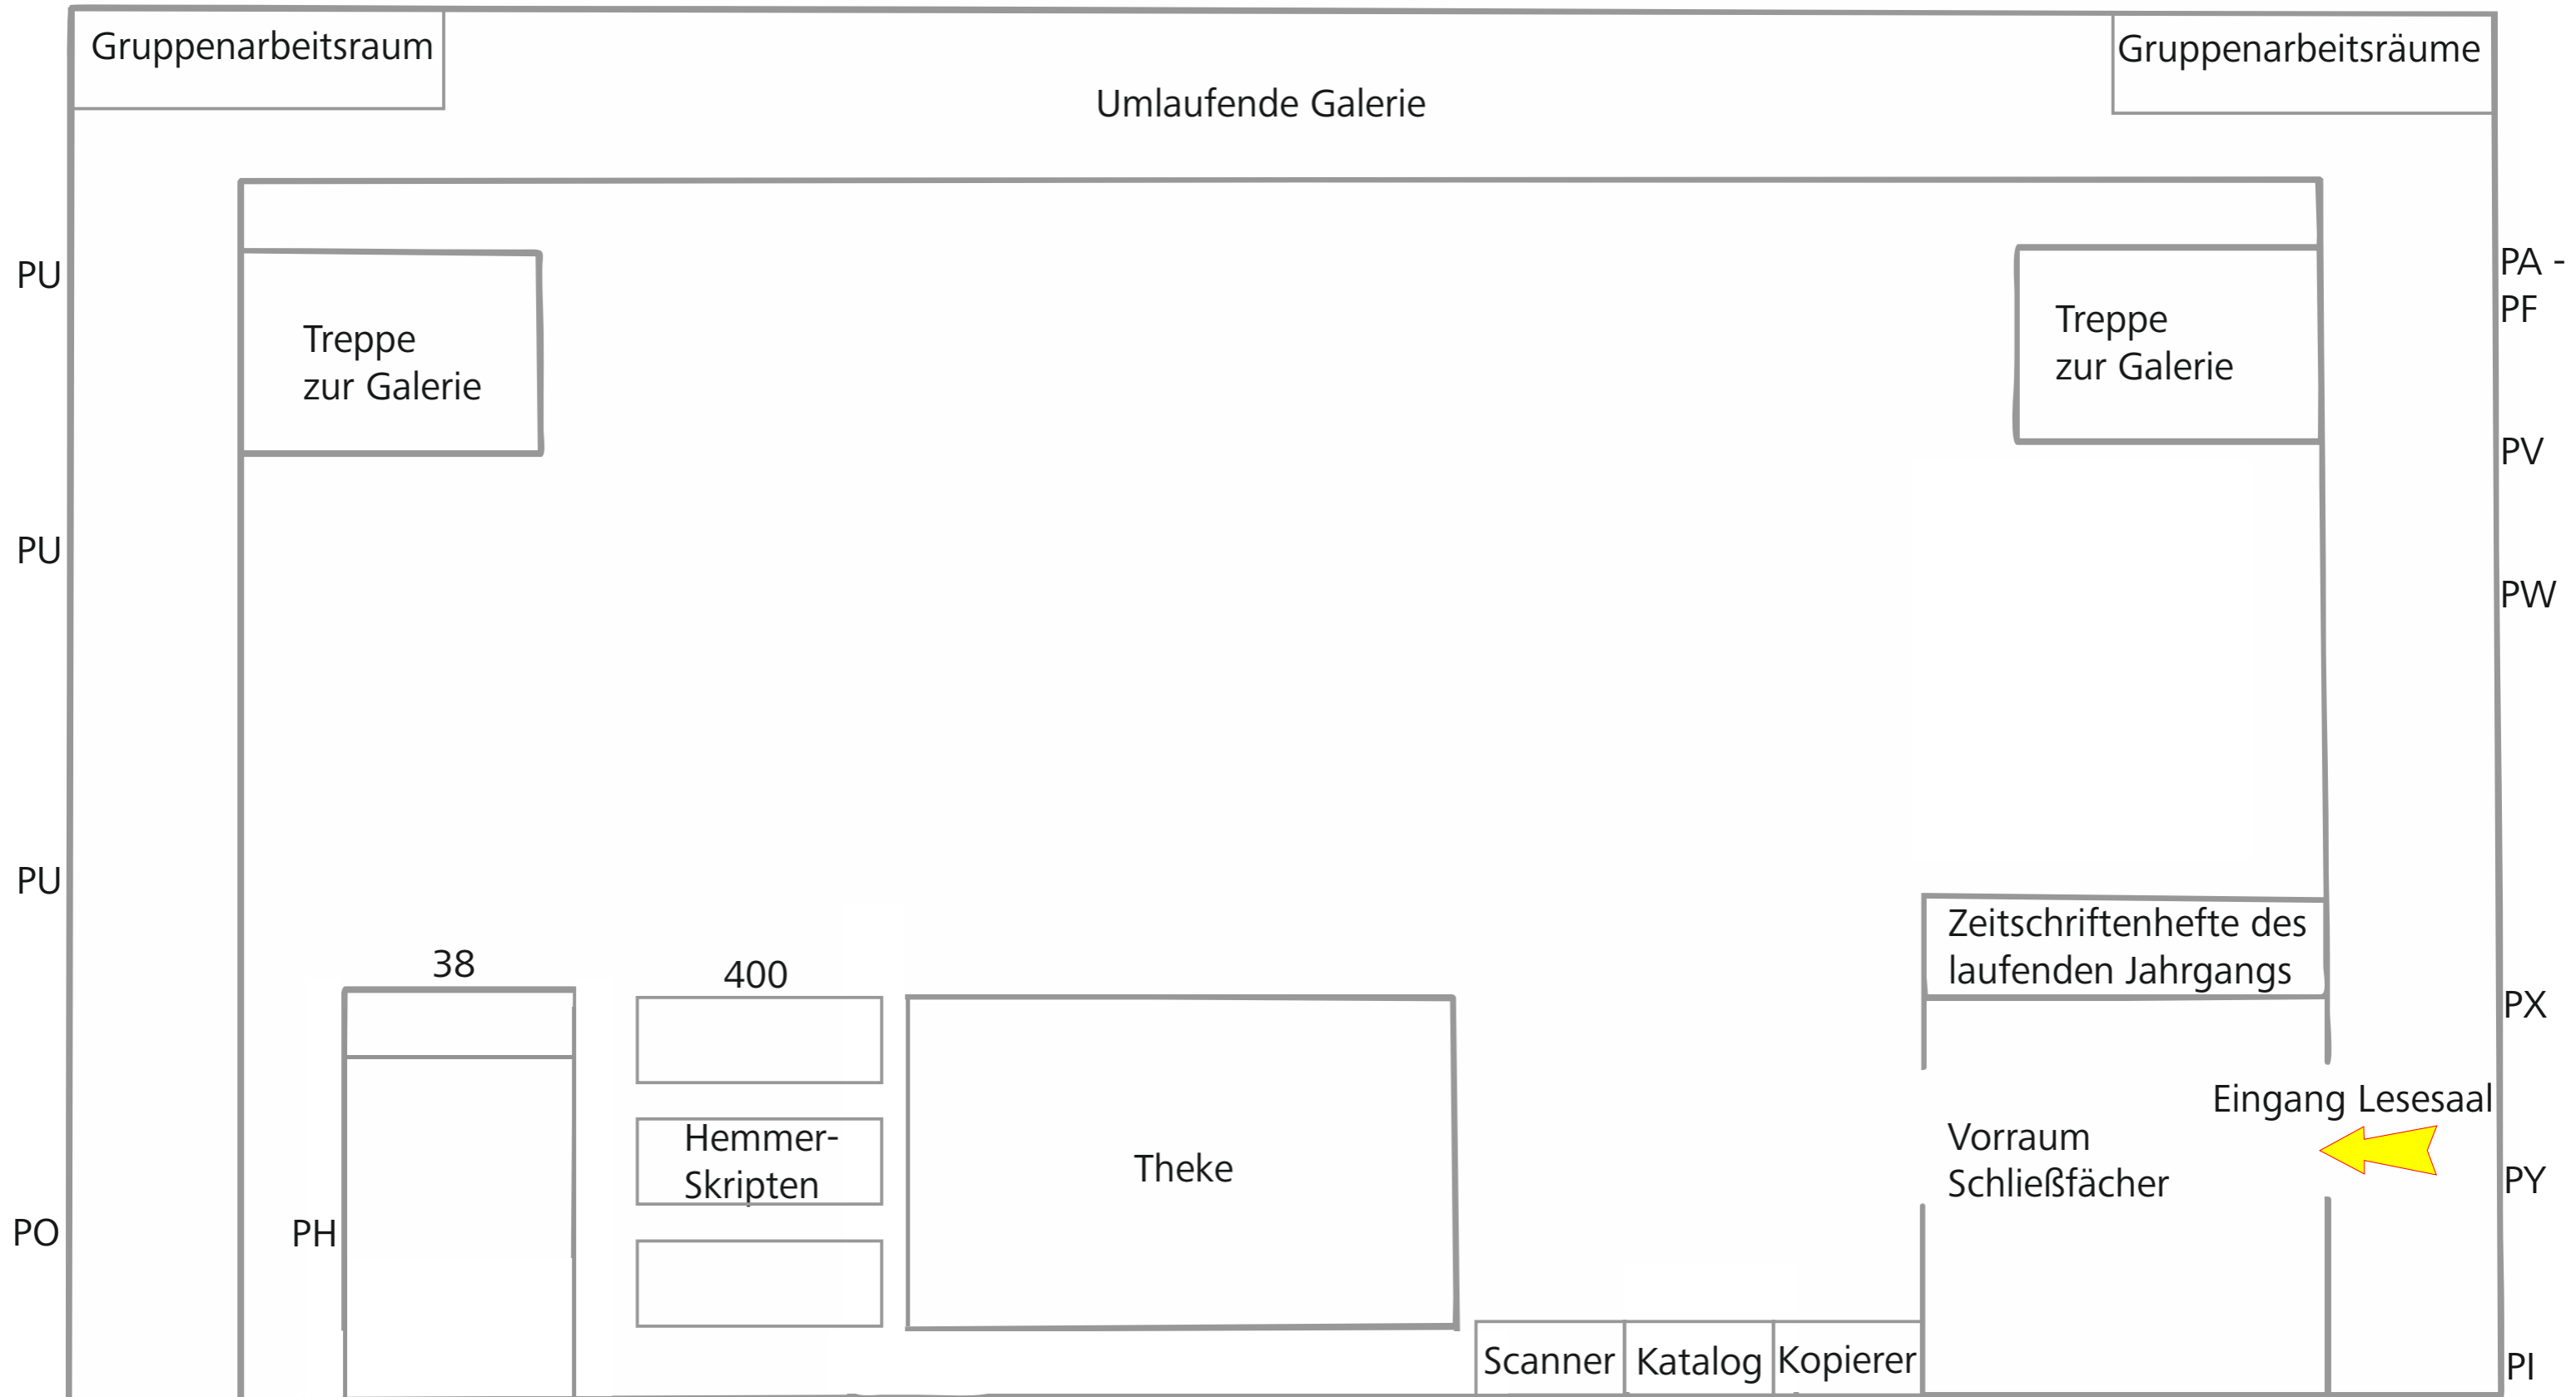 Gruppenarbeitsraum
Gruppenarbeitsräume
Umlaufende Galerie
PU
PA -
PF
Treppe
zur Galerie
Treppe
zur Galerie
PV
PU
PW
PU
Zeitschriftenhefte des
laufenden Jahrgangs
38
400
PX
Eingang Lesesaal
Hemmer-
Skripten
Theke
Vorraum
Schließfächer
PY
PO
PH
Scanner
Katalog
Kopierer
PI